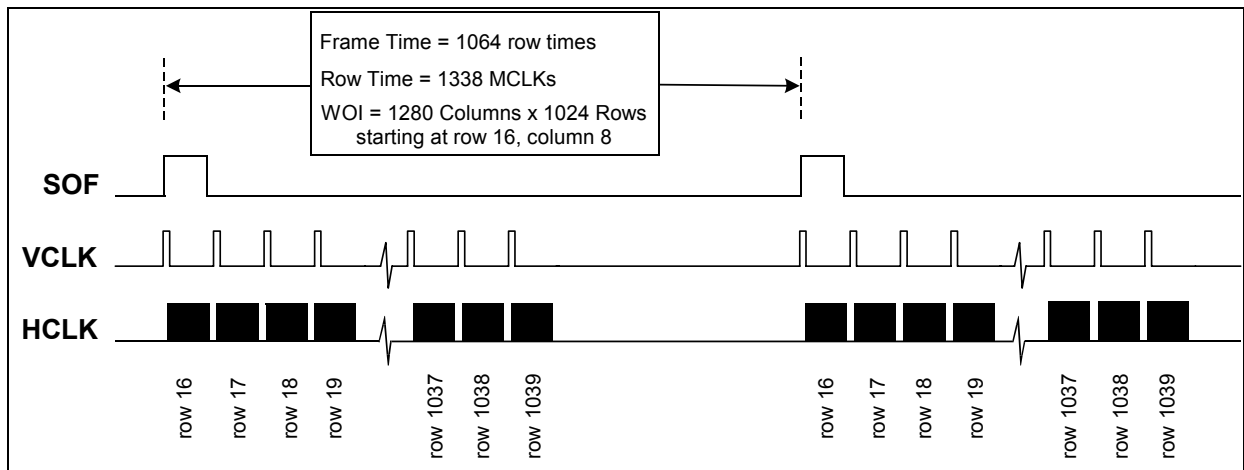 Frame Time = 1064 row times
Row Time = 1338 MCLKs
WOI = 1280 Columns x 1024 Rows
starting at row 16, column 8
SOF
VCLK
HCLK
row 16
row 17
row 18
row 19
row 1037
row 1038
row 1039
row 16
row 17
row 18
row 19
row 1037
row 1038
row 1039